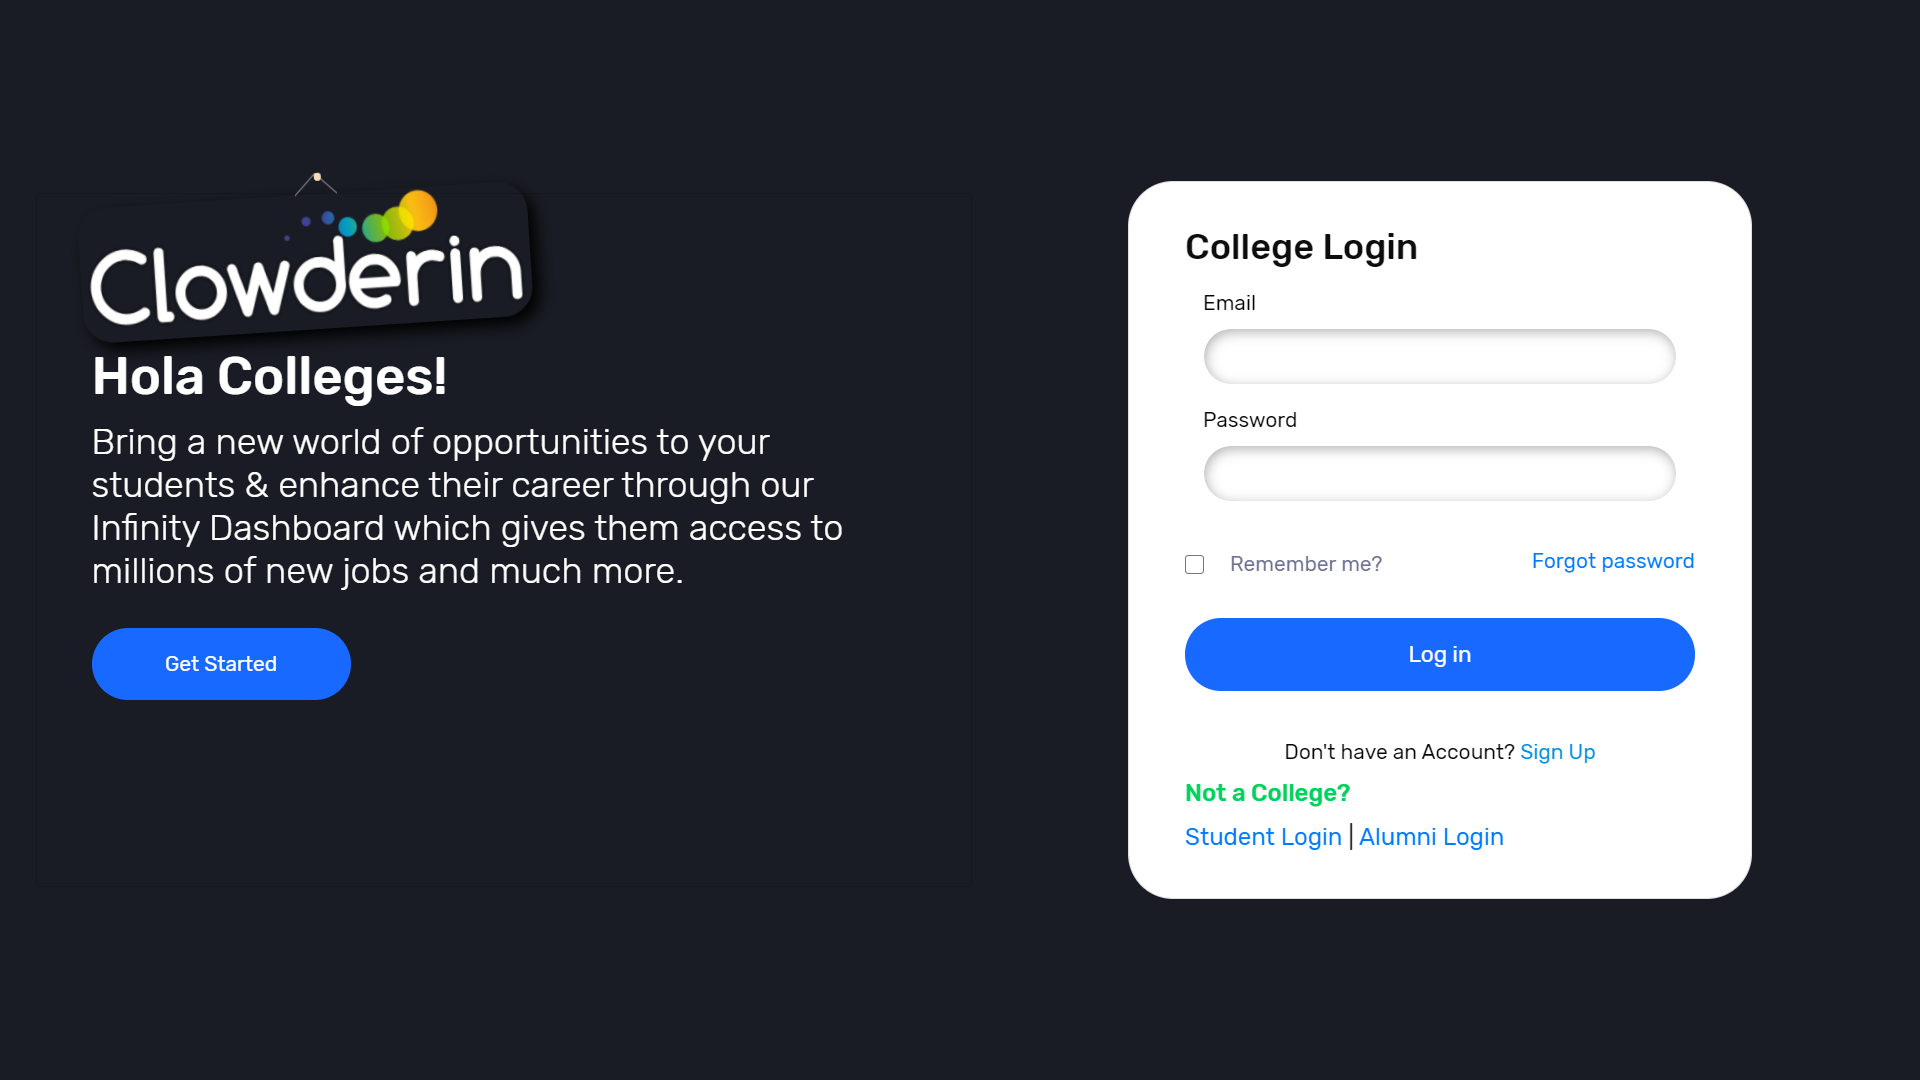 Clowderin
Hola Colleges!
Bring a new world of opportunities to your
students & enhance their career through our
Infinity Dashboard which gives them access to
millions of new jobs and much more.
Get Started
College Login
Email
Password
Remember me?
Forgot password
Log in
Don't have an Account? Sign Up
Not a College?
Student Login | Alumni Login